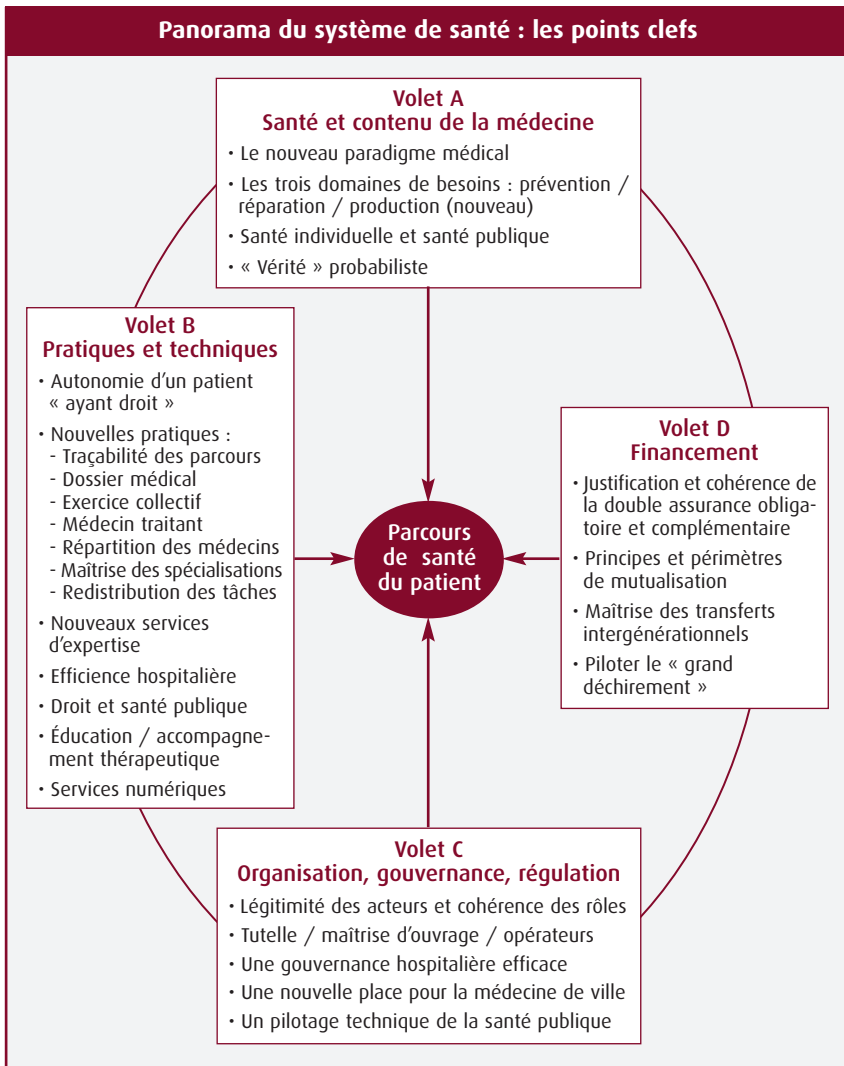 Panorama du système de santé : les points clefs
Volet A
Santé et contenu de la médecine
· Le nouveau paradigme médical
· Les trois domaines de besoins : prévention /
réparation / production (nouveau)
· Santé individuelle et santé publique
· « Vérité » probabiliste
Volet B
Pratiques et techniques
· Autonomie d'un patient
« ayant droit »
· Nouvelles pratiques :
- Traçabilité des parcours
- Dossier médical
- Exercice collectif
- Médecin traitant
- Répartition des médecins
- Maîtrise des spécialisations
- Redistribution des tâches
· Nouveaux services
d'expertise
· Efficience hospitalière
· Droit et santé publique
· Éducation / accompagne-
ment thérapeutique
· Services numériques
Parcours
de santé
du patient
Volet D
Financement
· Justification et cohérence de
la double assurance obliga-
toire et complémentaire
· Principes et périmètres
de mutualisation
· Maîtrise des transferts
intergénérationnels
· Piloter le « grand
déchirement »
Volet C
Organisation, gouvernance, régulation
· Légitimité des acteurs et cohérence des rôles
· Tutelle / maîtrise d'ouvrage / opérateurs
· Une gouvernance hospitalière efficace
· Une nouvelle place pour la médecine de ville
· Un pilotage technique de la santé publique